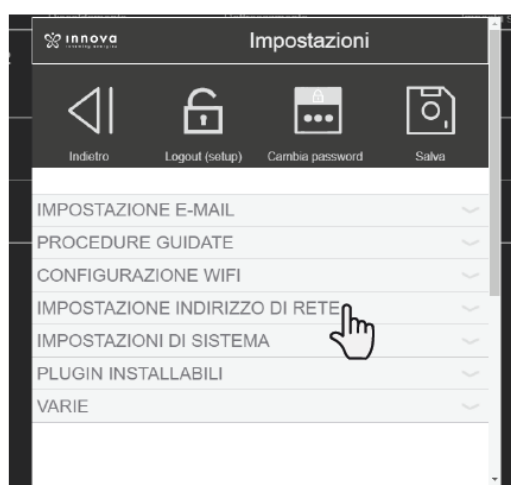 innova
Impostazioni
Indietro
Logout (setup)
Cambia password
Salva
IMPOSTAZIONE E-MAIL
PROCEDURE GUIDATE
CONFIGURAZIONE WIFI
IMPOSTAZIONE INDIRIZZO DI RETE
IMPOSTAZIONI DI SISTEMA
PLUGIN INSTALLABILI
VARIE